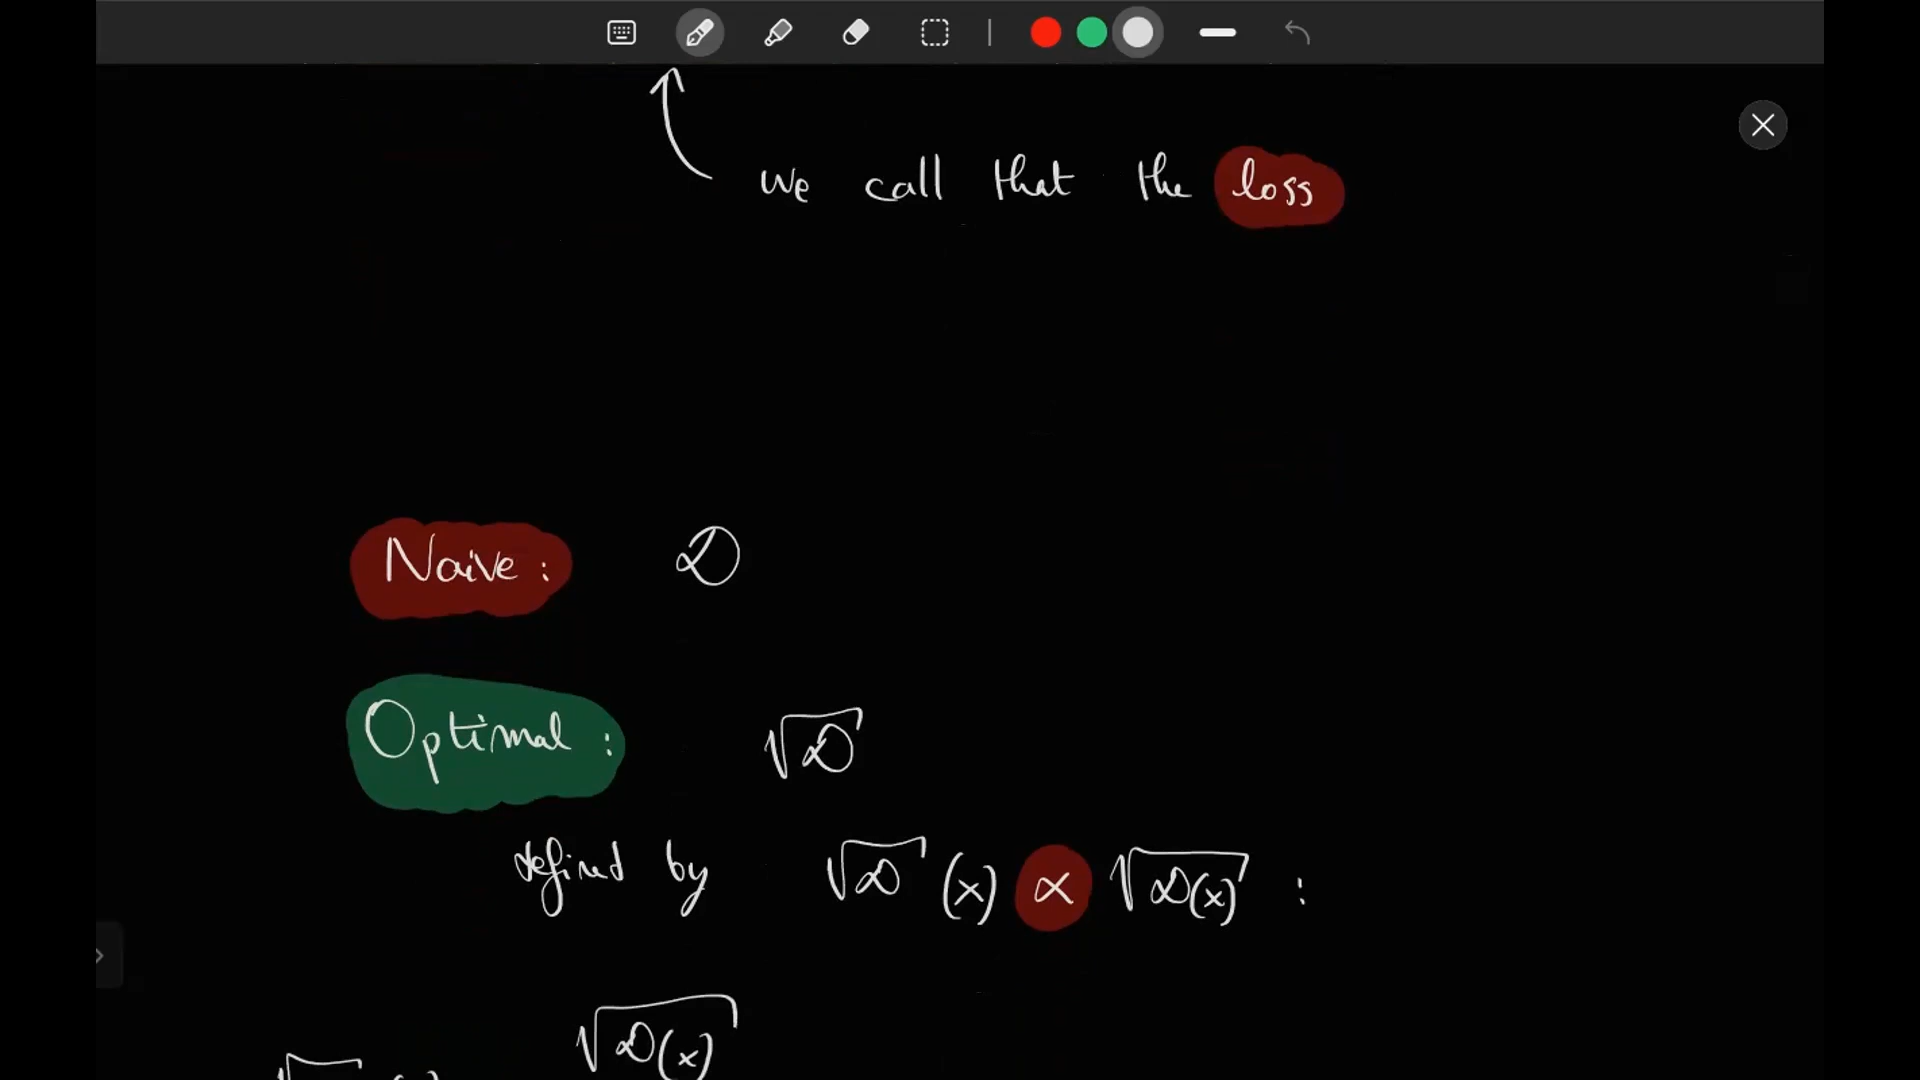 we call that the loss
Naive: 𝒟
Optimal: √𝒟
defined by √𝒟 (x) ∝ √𝒟(x) :
√𝒟(x)